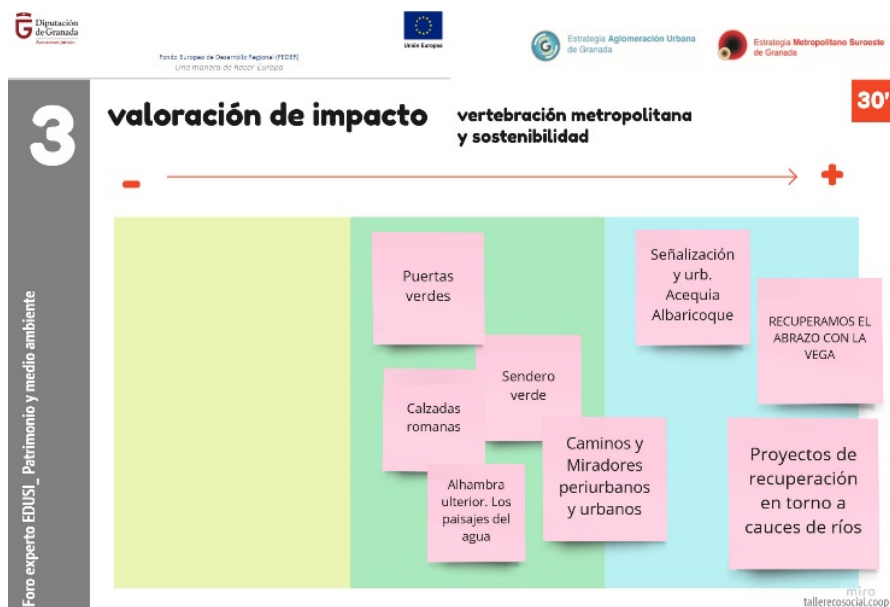 Diputación
de Granada
Unión Europea
Fondo Europeo de Desarrollo Regional (FEDER)
Una manera de hacer Europa
Estrategia Aglomeración Urbana
de Granada
Estrategia Metropolitano Suroeste
de Granada
3
valoración de impacto
vertebración metropolitana
y sostenibilidad
30'
-
+
Foro experto EDUSI_ Patrimonio y medio ambiente
Puertas
verdes
Sendero
verde
Calzadas
romanas
Alhambra
ulterior. Los
paisajes del
agua
Caminos y
Miradores
periurbanos
y urbanos
Señalización
y urb.
Acequia
Albaricoque
RECUPERAMOS EL
ABRAZO CON LA
VEGA
Proyectos de
recuperación
en torno a
cauces de ríos
miro
tallerecosocial.coop